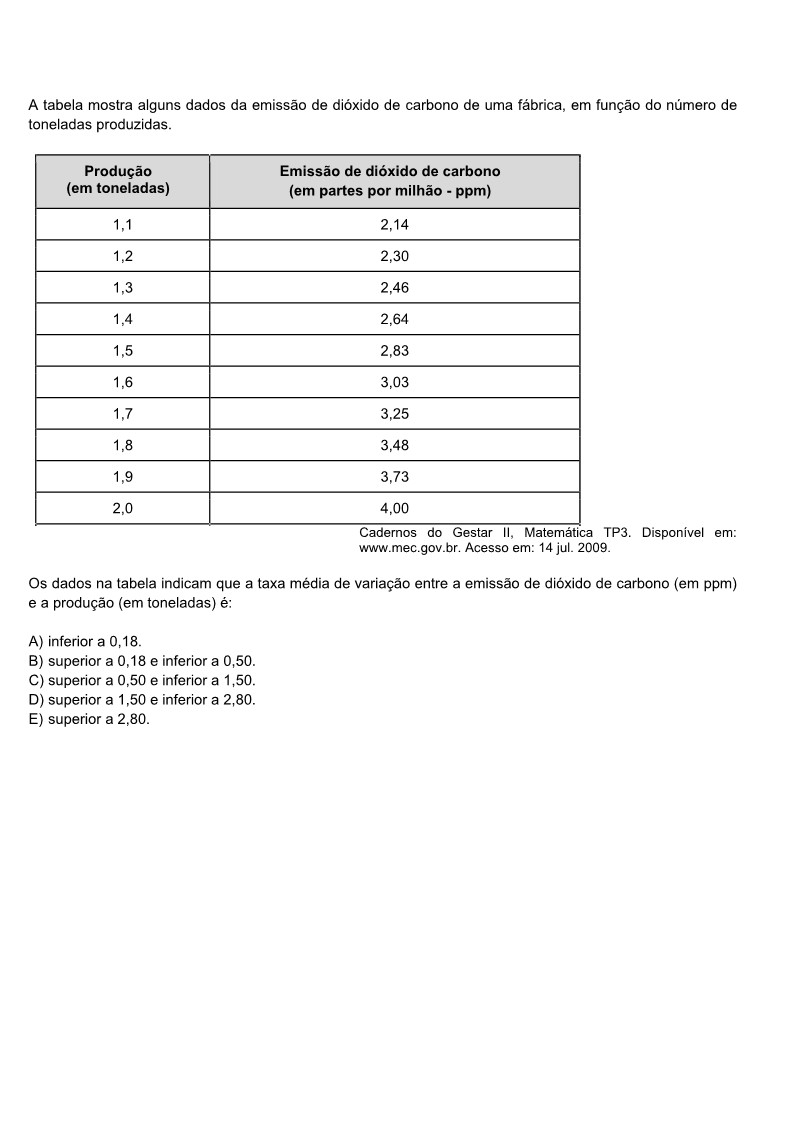 A tabela mostra alguns dados da emissão de dióxido de carbono de uma fábrica, em função do número de
toneladas produzidas.
Produção
(em toneladas)
Emissão de dióxido de carbono
(em partes por milhão - ppm)
1,1 2,14
1,2 2,30
1,3 2,46
1,4 2,64
1,5 2,83
1,6 3,03
1,7 3,25
1,8 3,48
1,9 3,73
2,0 4,00
Cadernos do Gestar II, Matemática TP3. Disponível em:
www.mec.gov.br. Acesso em: 14 jul. 2009.
Os dados na tabela indicam que a taxa média de variação entre a emissão de dióxido de carbono (em ppm)
e a produção (em toneladas) é:
A) inferior a 0,18.
B) superior a 0,18 e inferior a 0,50.
C) superior a 0,50 e inferior a 1,50.
D) superior a 1,50 e inferior a 2,80.
E) superior a 2,80.